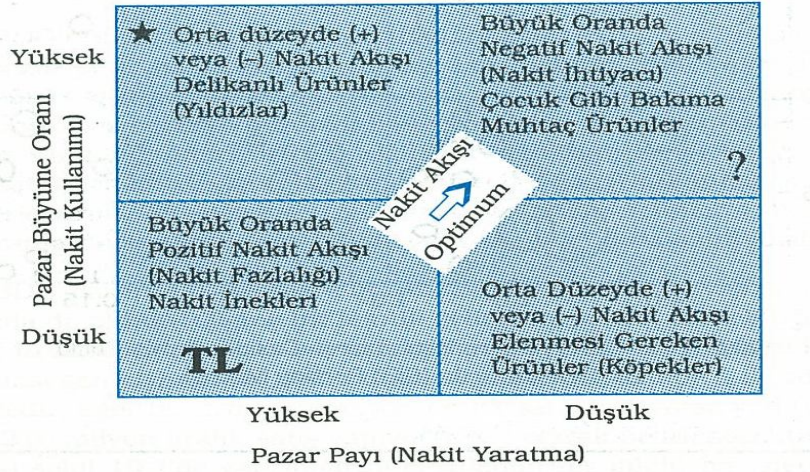 Yüksek
Pazar Büyüme Oranı
(Nakit Kullanımı)
Düşük
Orta düzeyde (+)
veya (–) Nakit Akışı
Delikanlı Ürünler
(Yıldızlar)
Büyük Oranda
Negatif Nakit Akışı
(Nakit İhtiyacı)
Çocuk Gibi Bakıma
Muhtaç Ürünler
?
Nakit Akışı
Optimum
Büyük Oranda
Pozitif Nakit Akışı
(Nakit Fazlalığı)
Nakit İnekleri
TL
Orta Düzeyde (+)
veya (–) Nakit Akışı
Elenmesi Gereken
Ürünler (Köpekler)
Yüksek
Düşük
Pazar Payı (Nakit Yaratma)